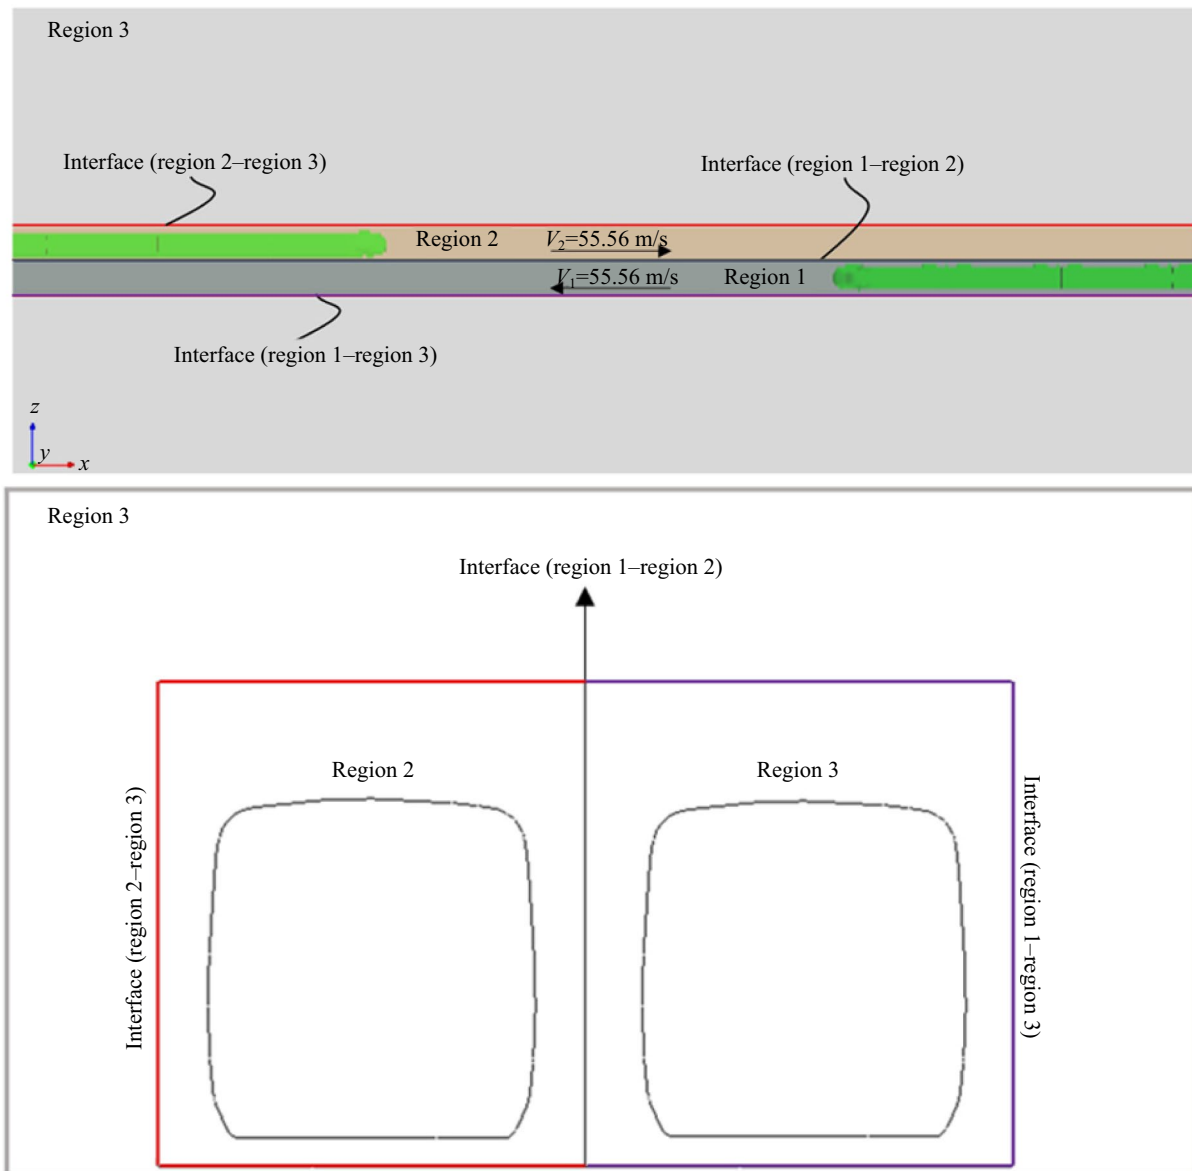 Region 3
Interface (region 2–region 3)
Interface (region 1–region 2)
Region 2
V2=55.56 m/s
V1=55.56 m/s
Region 1
Interface (region 1–region 3)
z
y
x
Region 3
Interface (region 1–region 2)
Region 2
Region 3
Interface (region 2–region 3)
Interface (region 1–region 3)